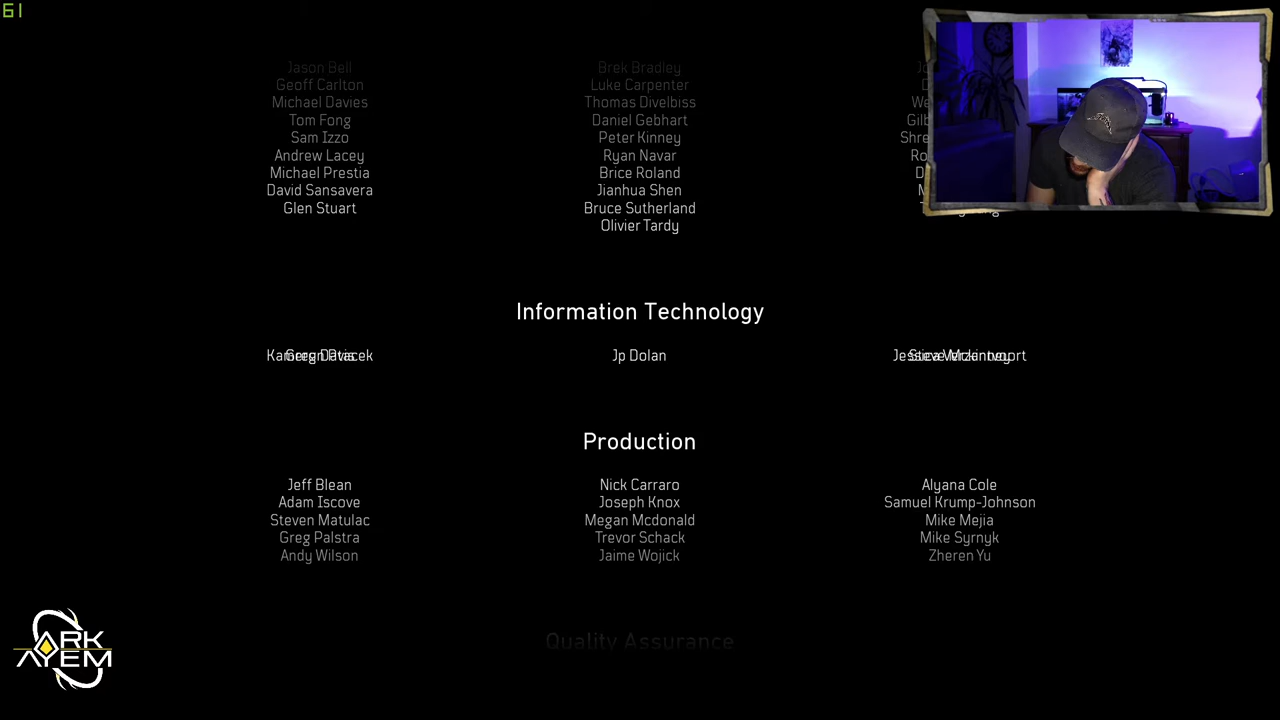 61
Jason Bell
Geoff Carlton
Michael Davies
Tom Fong
Sam Izzo
Andrew Lacey
Michael Prestia
David Sansavera
Glen Stuart
Brek Bradley
Luke Carpenter
Thomas Divelbiss
Daniel Gebhart
Peter Kinney
Ryan Navar
Brice Roland
Jianhua Shen
Bruce Sutherland
Olivier Tardy
Information Technology
Jp Dolan
Production
Jeff Blean
Adam Iscove
Steven Matulac
Greg Palstra
Andy Wilson
Nick Carraro
Joseph Knox
Megan Mcdonald
Trevor Schack
Jaime Wojick
Alyana Cole
Samuel Krump-Johnson
Mike Mejia
Mike Syrnyk
Zheren Yu
Quality Assurance
ARK
AYEM